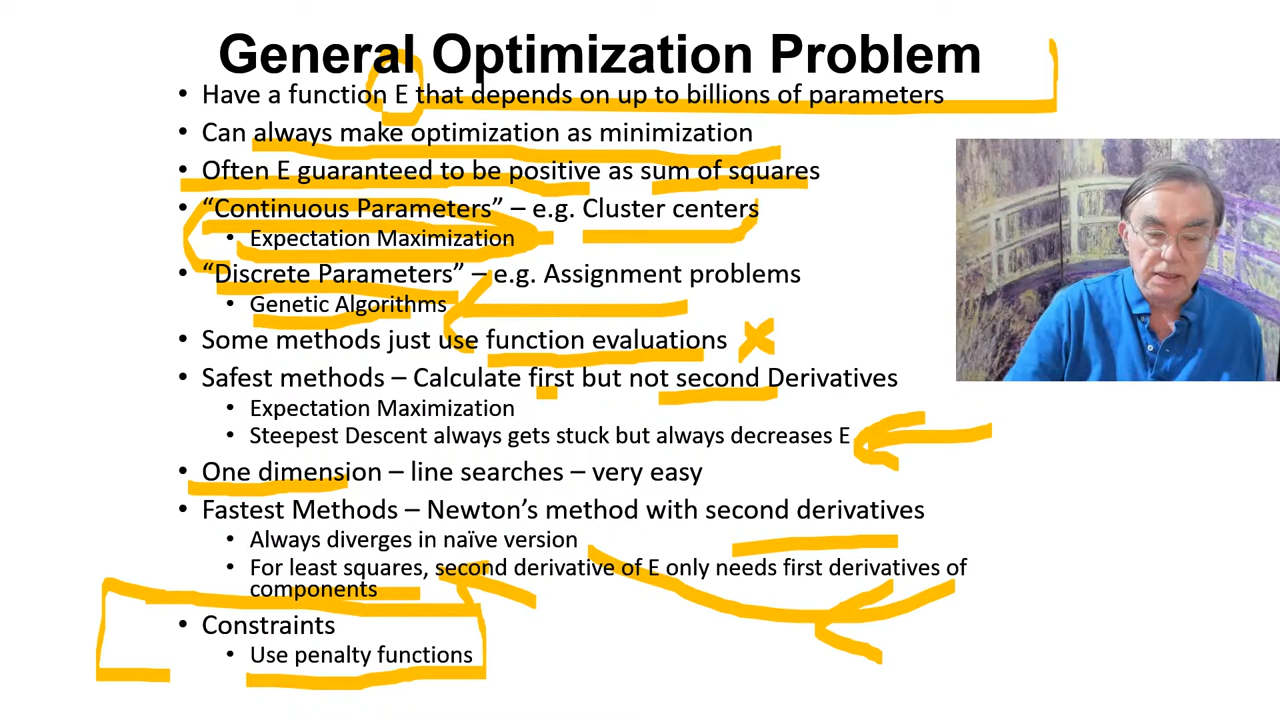 General Optimization Problem
• Have a function E that depends on up to billions of parameters
• Can always make optimization as minimization
• Often E guaranteed to be positive as sum of squares
• “Continuous Parameters” – e.g. Cluster centers
• Expectation Maximization
• “Discrete Parameters” – e.g. Assignment problems
• Genetic Algorithms
• Some methods just use function evaluations
• Safest methods – Calculate first but not second Derivatives
• Expectation Maximization
• Steepest Descent always gets stuck but always decreases E
• One dimension – line searches – very easy
• Fastest Methods – Newton’s method with second derivatives
• Always diverges in naïve version
• For least squares, second derivative of E only needs first derivatives of
components
• Constraints
• Use penalty functions